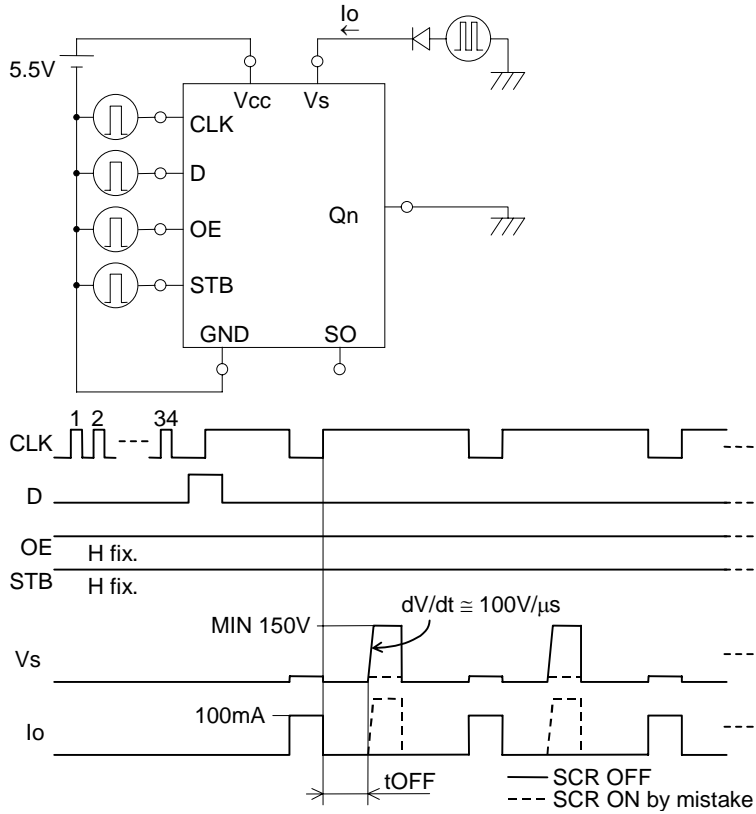 Io
5.5V
Vcc
Vs
CLK
D
OE
Qn
STB
GND
SO
1 2 34
CLK
D
OE
H fix.
STB
H fix.
dV/dt ≅ 100V/μs
MIN 150V
Vs
100mA
Io
tOFF
SCR OFF
SCR ON by mistake